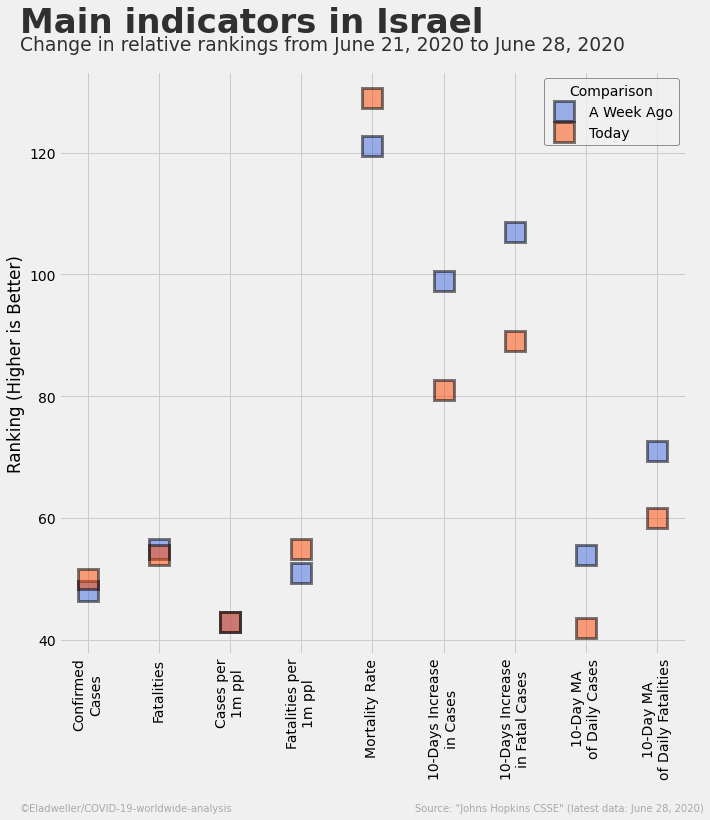 Main indicators in Israel
Change in relative rankings from June 21, 2020 to June 28, 2020
Comparison
A Week Ago
Today
Ranking (Higher is Better)
120
100
80
60
40
Confirmed
Cases
Fatalities
Cases per
1m ppl
Fatalities per
1m ppl
Mortality Rate
10-Days Increase
in Cases
10-Days Increase
in Fatal Cases
10-Day MA
of Daily Cases
10-Day MA
of Daily Fatalities
©Eladweller/COVID-19-worldwide-analysis
Source: "Johns Hopkins CSSE" (latest data: June 28, 2020)